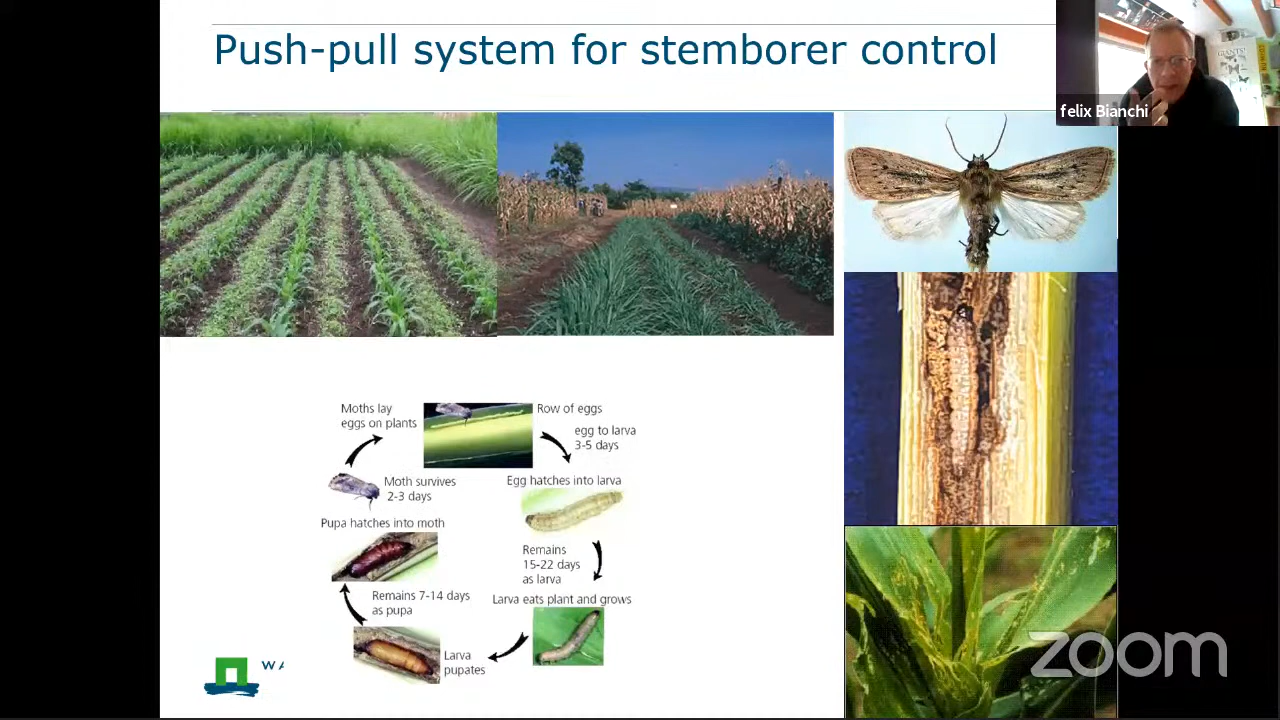 Push-pull system for stemborer control
felix Bianchi
Moths lay
eggs on plants
Row of eggs
egg to larva
3-5 days
Moth survives
2-3 days
Egg hatches into larva
Pupa hatches into moth
Remains
15-22 days
as larva
Remains 7-14 days
as pupa
Larva eats plant and grows
Larva
pupates
zoom